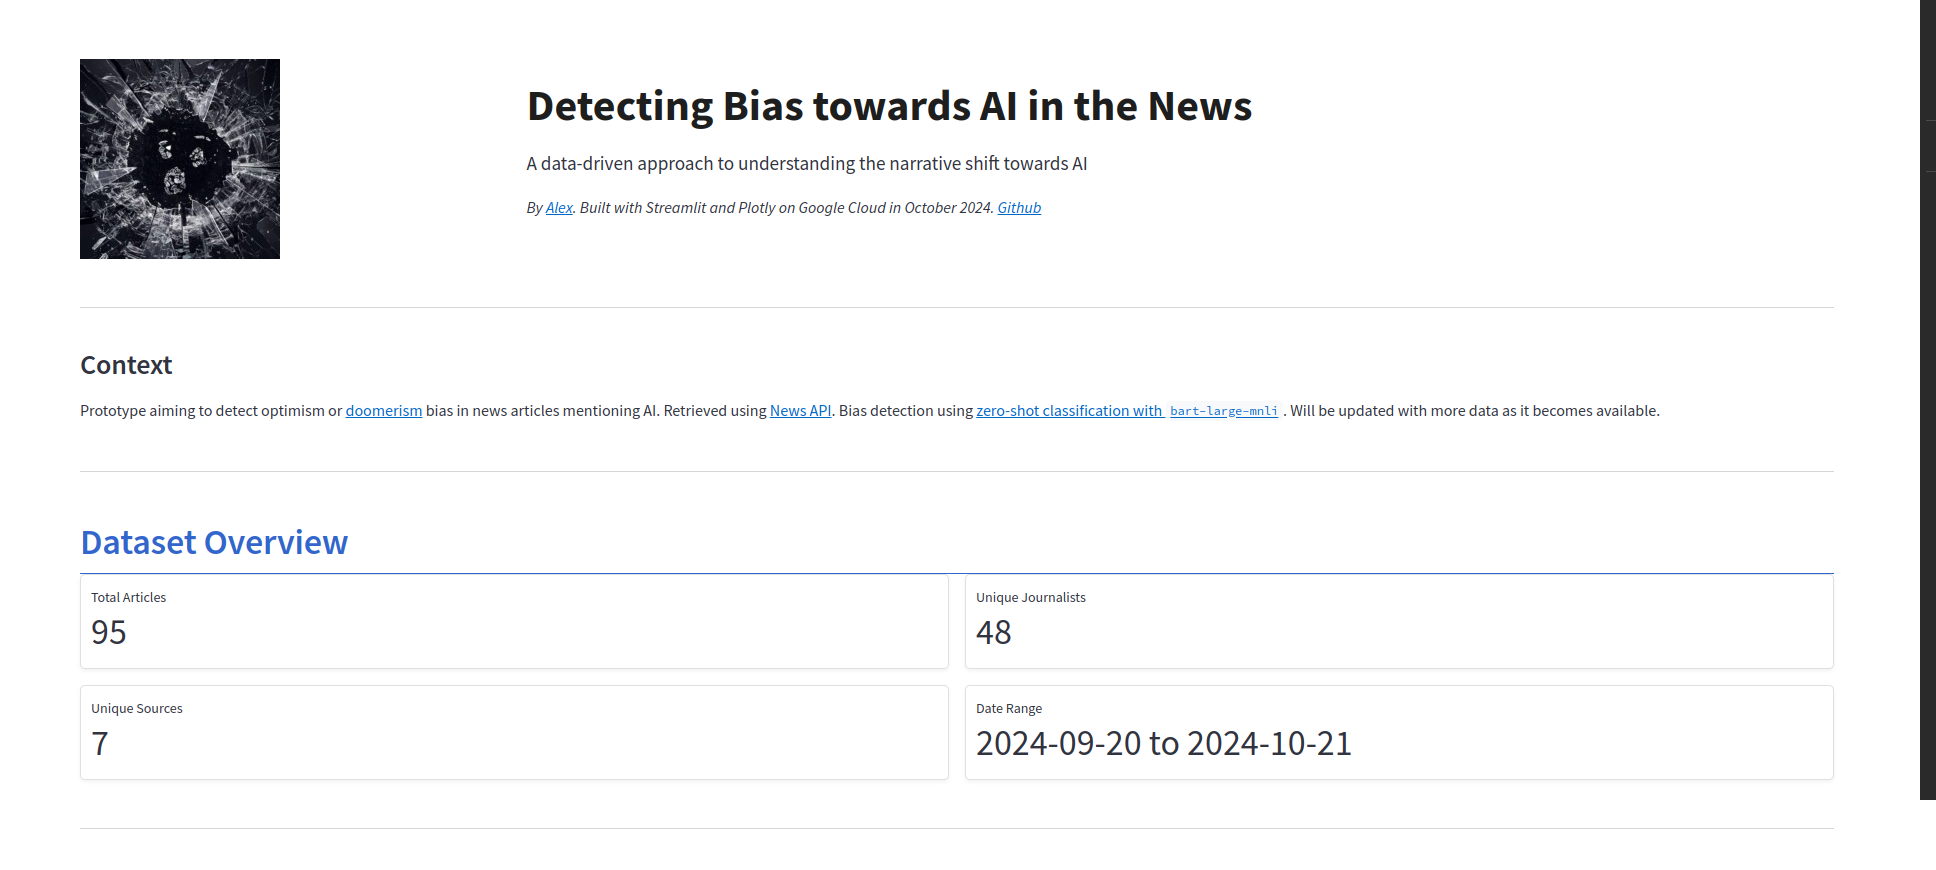 Detecting Bias towards AI in the News
A data-driven approach to understanding the narrative shift towards AI
By Alex. Built with Streamlit and Plotly on Google Cloud in October 2024. Github
Context
Prototype aiming to detect optimism or doomerism bias in news articles mentioning AI. Retrieved using News API. Bias detection using zero-shot classification with bart-large-mnli . Will be updated with more data as it becomes available.
Dataset Overview
Total Articles
95
Unique Journalists
48
Unique Sources
7
Date Range
2024-09-20 to 2024-10-21